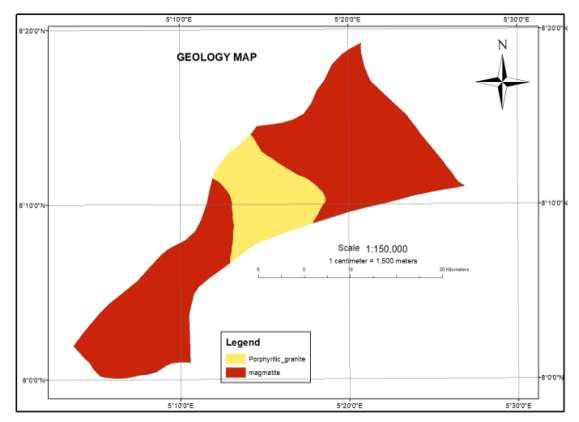 5°10'0"E 5°20'0"E 5°30'0"E
8°20'0"N 8°20'0"N
GEOLOGY MAP
N
8°10'0"N 8°10'0"N
Scale 1:150,000
1 centimeter = 1,500 meters
0 5 10 20 Kilometers
Legend
Porphyritic_granite
magmatite
8°0'0"N 8°0'0"N
5°10'0"E 5°20'0"E 5°30'0"E